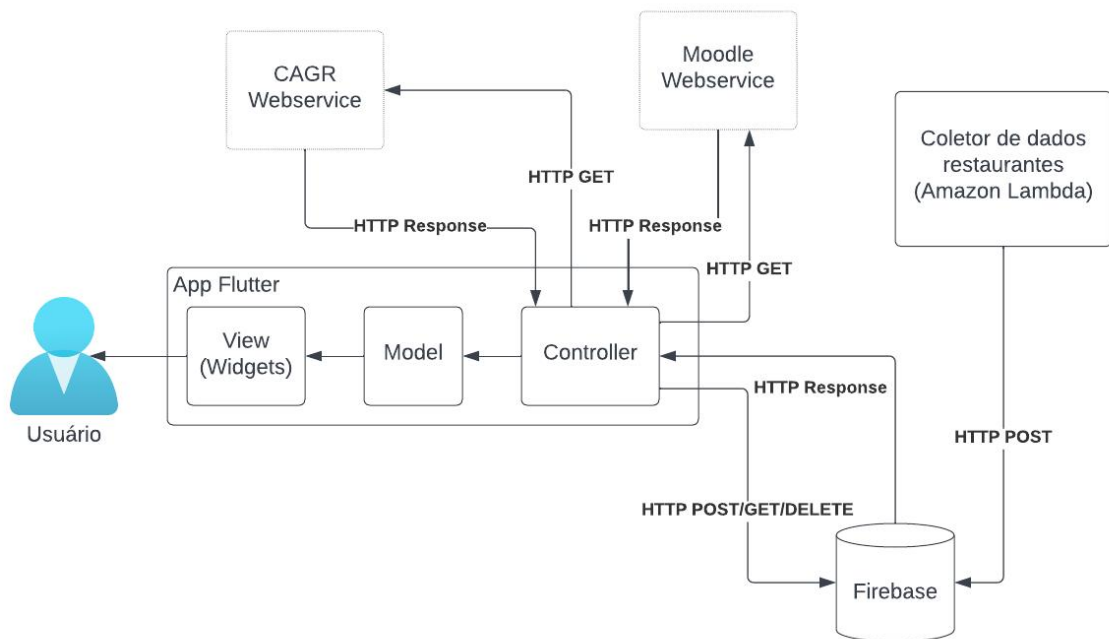 CAGR
Webservice
Moodle
Webservice
Coletor de dados
restaurantes
(Amazon Lambda)
HTTP GET
HTTP Response
HTTP Response
HTTP GET
App Flutter
View
(Widgets)
Model
Controller
Usuário
HTTP Response
HTTP POST
HTTP POST/GET/DELETE
Firebase